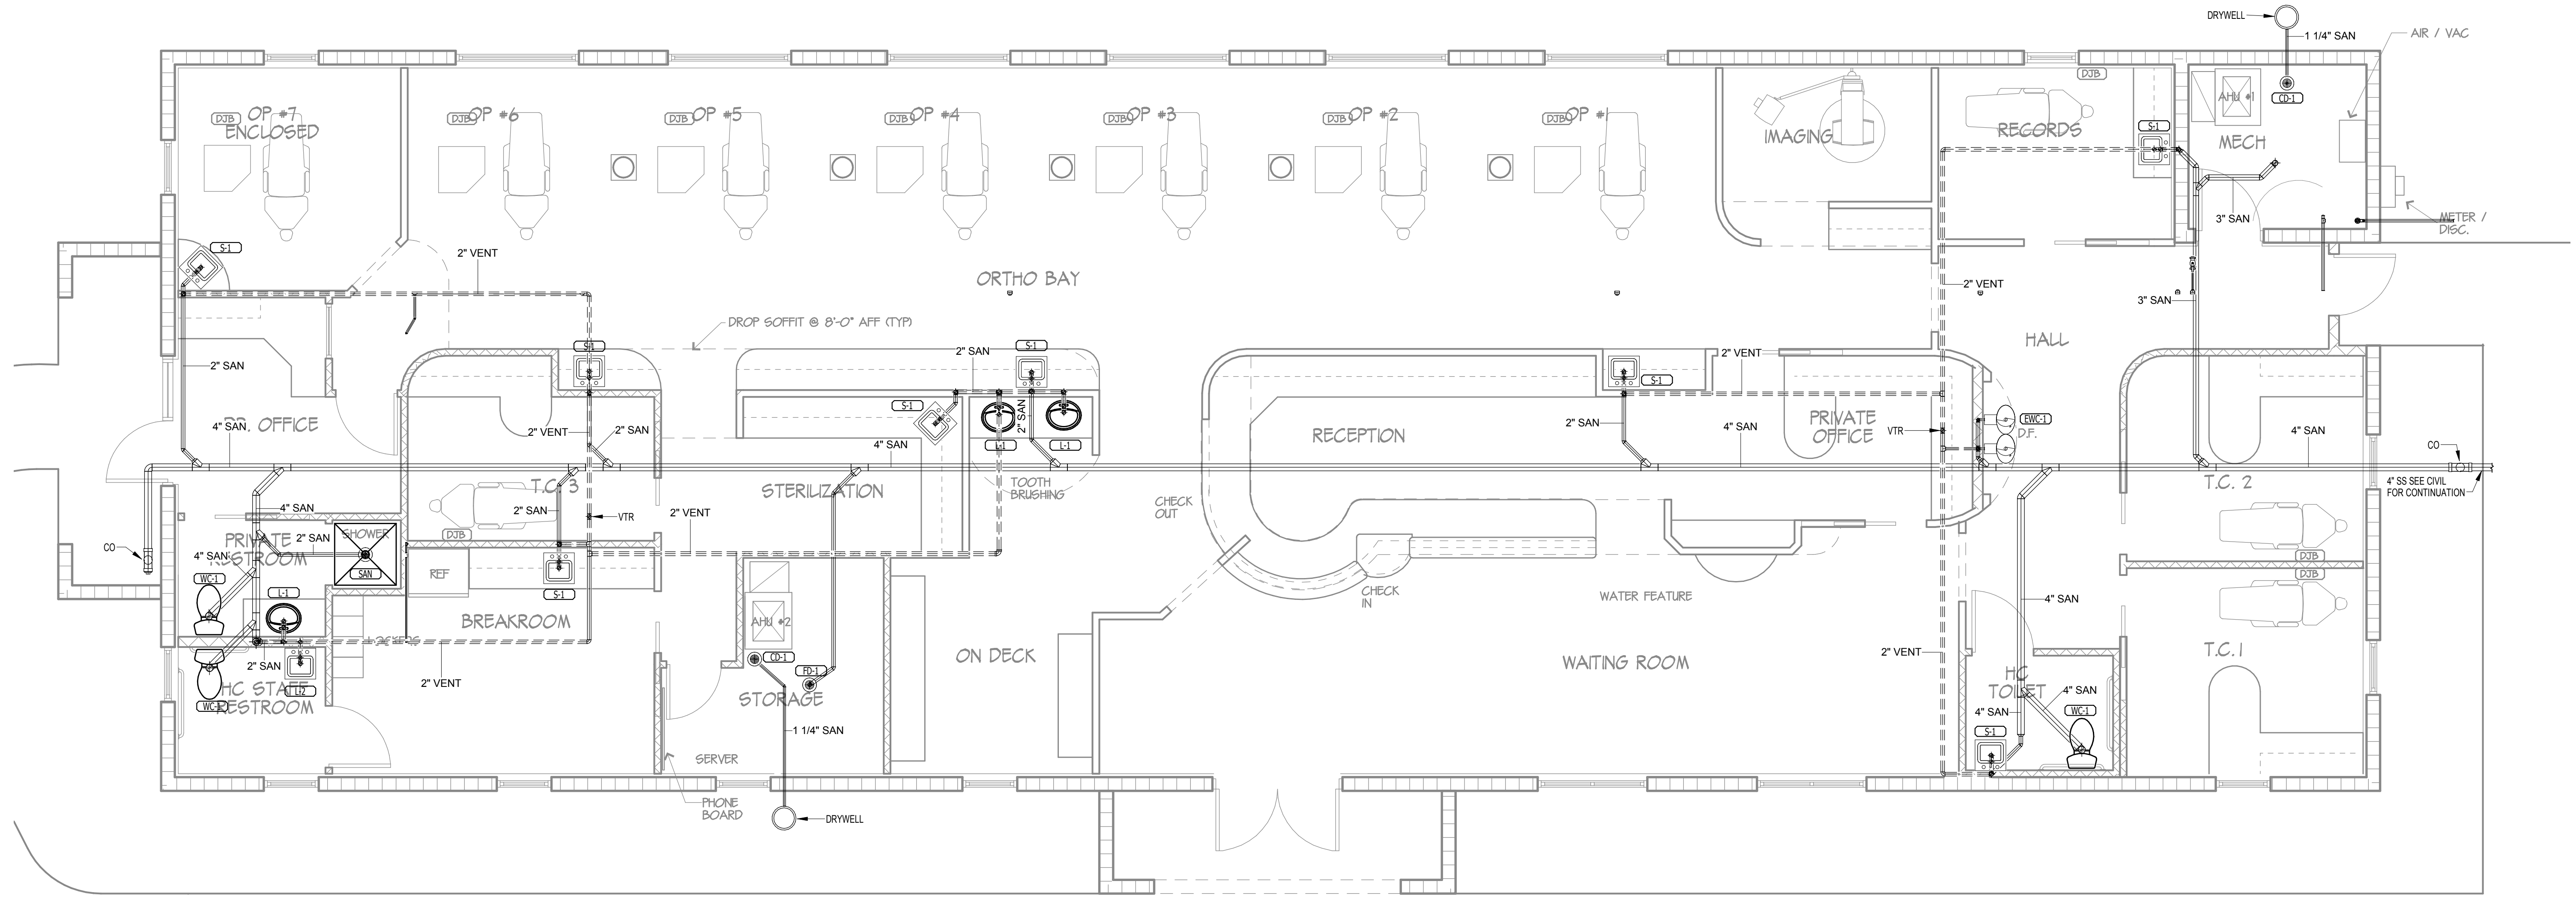 DRYWELL
1 1/4" SAN
AIR / VAC
DJB
AHU #1
CD-1
OP #7
ENCLOSED
DJB
OP #6
DJB
OP #5
DJB
OP #4
DJB
OP #3
DJB
OP #2
DJB
OP #1
DJB
IMAGING
RECORDS
S-1
MECH
3" SAN
METER /
DISC.
S-1
2" VENT
ORTHO BAY
2" VENT
3" SAN
DROP SOFFIT @ 8'-0" AFF (TYP)
HALL
S-1
2" SAN
S-1
2" VENT
2" SAN
S-1
S-1
2" SAN
L-1
L-1
OFFICE
4" SAN
2" VENT
2" SAN
4" SAN
RECEPTION
2" SAN
4" SAN
PRIVATE
OFFICE
VTR
EWC-1
D.F.
4" SAN
CO
4" SS SEE CIVIL
FOR CONTINUATION
T.C. 3
STERILIZATION
TOOTH
BRUSHING
CHECK
OUT
T.C. 2
4" SAN
2" SAN
VTR
2" VENT
DJB
SHOWER
2" SAN
PRIVATE
RESTROOM
CO
4" SAN
SAN
WC-1
L-1
REF
S-1
BREAKROOM
AHU #2
CHECK
IN
WATER FEATURE
4" SAN
DJB
DJB
LOCKERS
2" SAN
2" VENT
CD-1
FD-1
ON DECK
WAITING ROOM
2" VENT
T.C.1
HC STAFF
RESTROOM
L-2
WC-1
STORAGE
HC
TOILET
4" SAN
WC-1
4" SAN
S-1
1 1/4" SAN
SERVER
PHONE
BOARD
DRYWELL